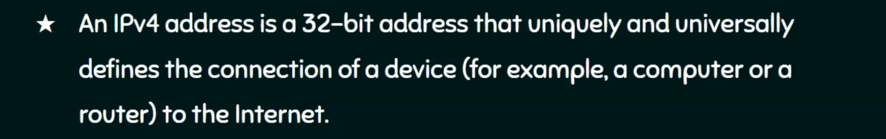 ★ An IPv4 address is a 32-bit address that uniquely and universally
defines the connection of a device (for example, a computer or a
router) to the Internet.